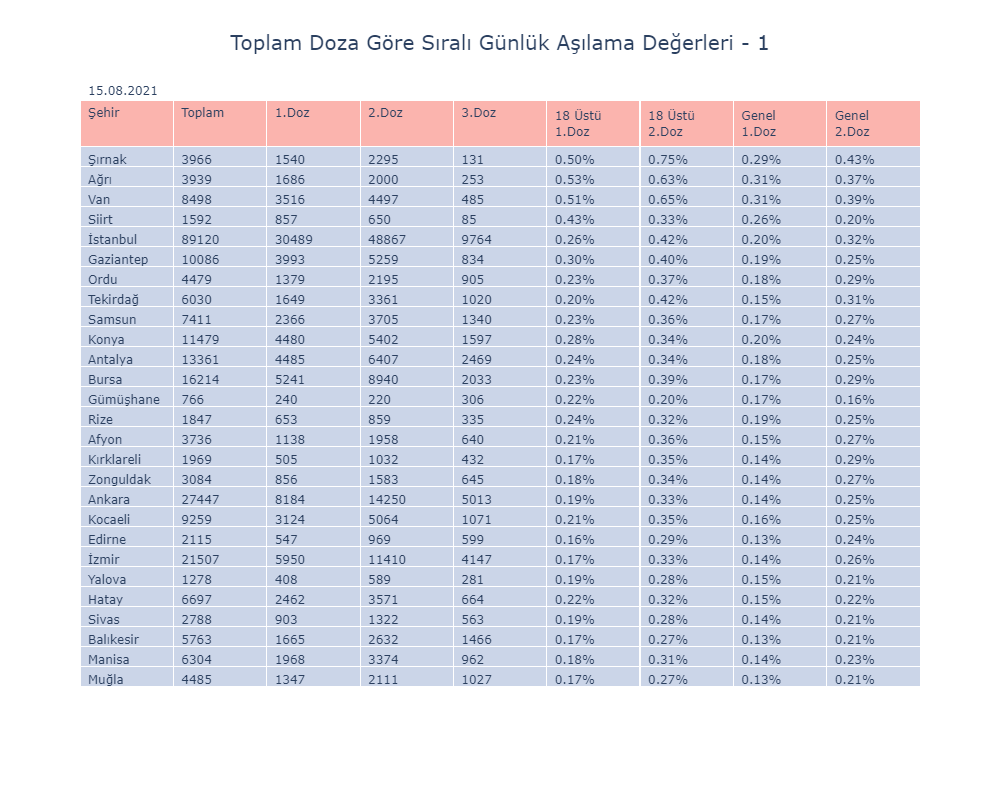 Toplam Doza Göre Sıralı Günlük Aşılama Değerleri - 1
15.08.2021
Şehir Toplam 1.Doz 2.Doz 3.Doz 18 Üstü 1.Doz 18 Üstü 2.Doz Genel 1.Doz Genel 2.Doz
Şırnak 3966 1540 2295 131 0.50% 0.75% 0.29% 0.43%
Ağrı 3939 1686 2000 253 0.53% 0.63% 0.31% 0.37%
Van 8498 3516 4497 485 0.51% 0.65% 0.31% 0.39%
Siirt 1592 857 650 85 0.43% 0.33% 0.26% 0.20%
İstanbul 89120 30489 48867 9764 0.26% 0.42% 0.20% 0.32%
Gaziantep 10086 3993 5259 834 0.30% 0.40% 0.19% 0.25%
Ordu 4479 1379 2195 905 0.23% 0.37% 0.18% 0.29%
Tekirdağ 6030 1649 3361 1020 0.20% 0.42% 0.15% 0.31%
Samsun 7411 2366 3705 1340 0.23% 0.36% 0.17% 0.27%
Konya 11479 4480 5402 1597 0.28% 0.34% 0.20% 0.24%
Antalya 13361 4485 6407 2469 0.24% 0.34% 0.18% 0.25%
Bursa 16214 5241 8940 2033 0.23% 0.39% 0.17% 0.29%
Gümüşhane 766 240 220 306 0.22% 0.20% 0.17% 0.16%
Rize 1847 653 859 335 0.24% 0.32% 0.19% 0.25%
Afyon 3736 1138 1958 640 0.21% 0.36% 0.15% 0.27%
Kırklareli 1969 505 1032 432 0.17% 0.35% 0.14% 0.29%
Zonguldak 3084 856 1583 645 0.18% 0.34% 0.14% 0.27%
Ankara 27447 8184 14250 5013 0.19% 0.33% 0.14% 0.25%
Kocaeli 9259 3124 5064 1071 0.21% 0.35% 0.16% 0.25%
Edirne 2115 547 969 599 0.16% 0.29% 0.13% 0.24%
İzmir 21507 5950 11410 4147 0.17% 0.33% 0.14% 0.26%
Yalova 1278 408 589 281 0.19% 0.28% 0.15% 0.21%
Hatay 6697 2462 3571 664 0.22% 0.32% 0.15% 0.22%
Sivas 2788 903 1322 563 0.19% 0.28% 0.14% 0.21%
Balıkesir 5763 1665 2632 1466 0.17% 0.27% 0.13% 0.21%
Manisa 6304 1968 3374 962 0.18% 0.31% 0.14% 0.23%
Muğla 4485 1347 2111 1027 0.17% 0.27% 0.13% 0.21%